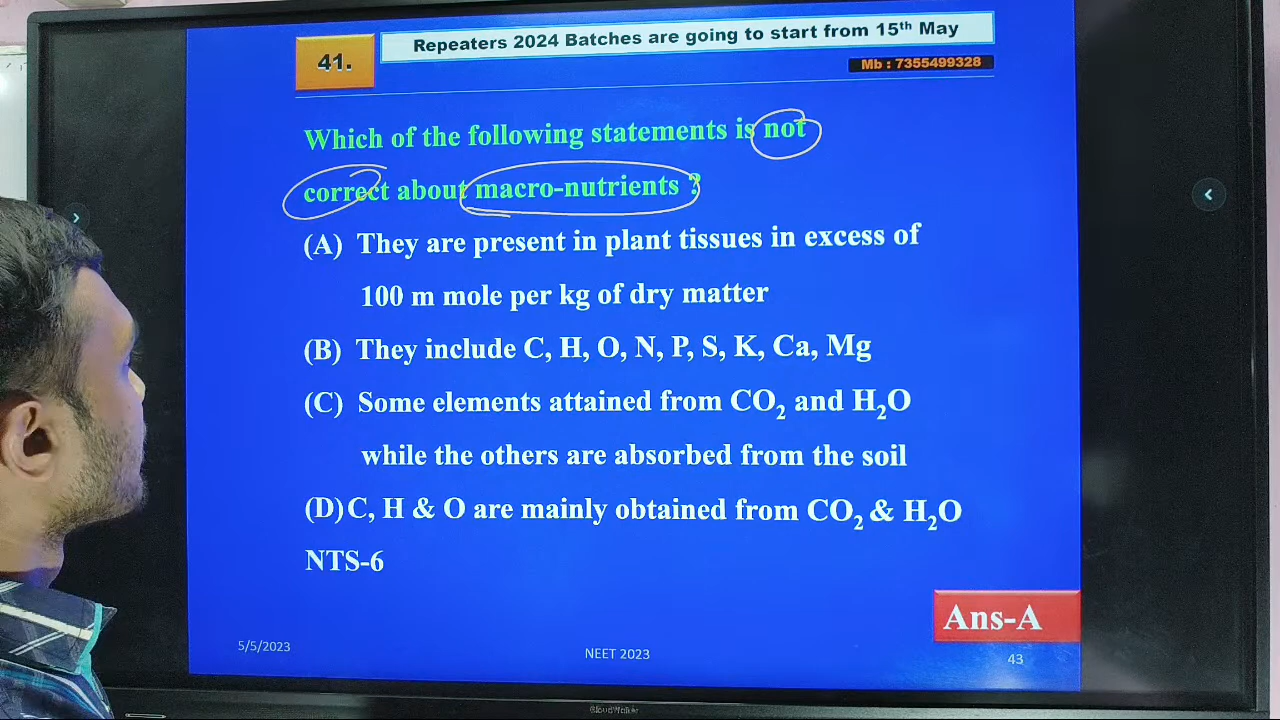 41.
Repeaters 2024 Batches are going to start from 15th May
Mb : 7355499328
Which of the following statements is not
correct about macro-nutrients ?
(A) They are present in plant tissues in excess of
100 m mole per kg of dry matter
(B) They include C, H, O, N, P, S, K, Ca, Mg
(C) Some elements attained from CO₂ and H₂O
while the others are absorbed from the soil
(D) C, H & O are mainly obtained from CO₂ & H₂O
NTS-6
Ans-A
5/5/2023
NEET 2023
43